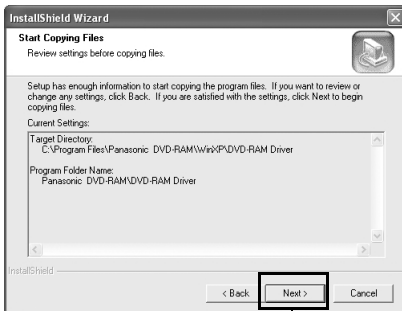 InstallShield Wizard
Start Copying Files
Review settings before copying files.
Setup has enough information to start copying the program files. If you want to review or
change any settings, click Back. If you are satisfied with the settings, click Next to begin
copying files.
Current Settings:
Target Directory:
C:\Program Files\Panasonic DVD-RAM\WinXP\DVD-RAM Driver
Program Folder Name:
Panasonic DVD-RAM\DVD-RAM Driver
InstallShield
< Back Next > Cancel